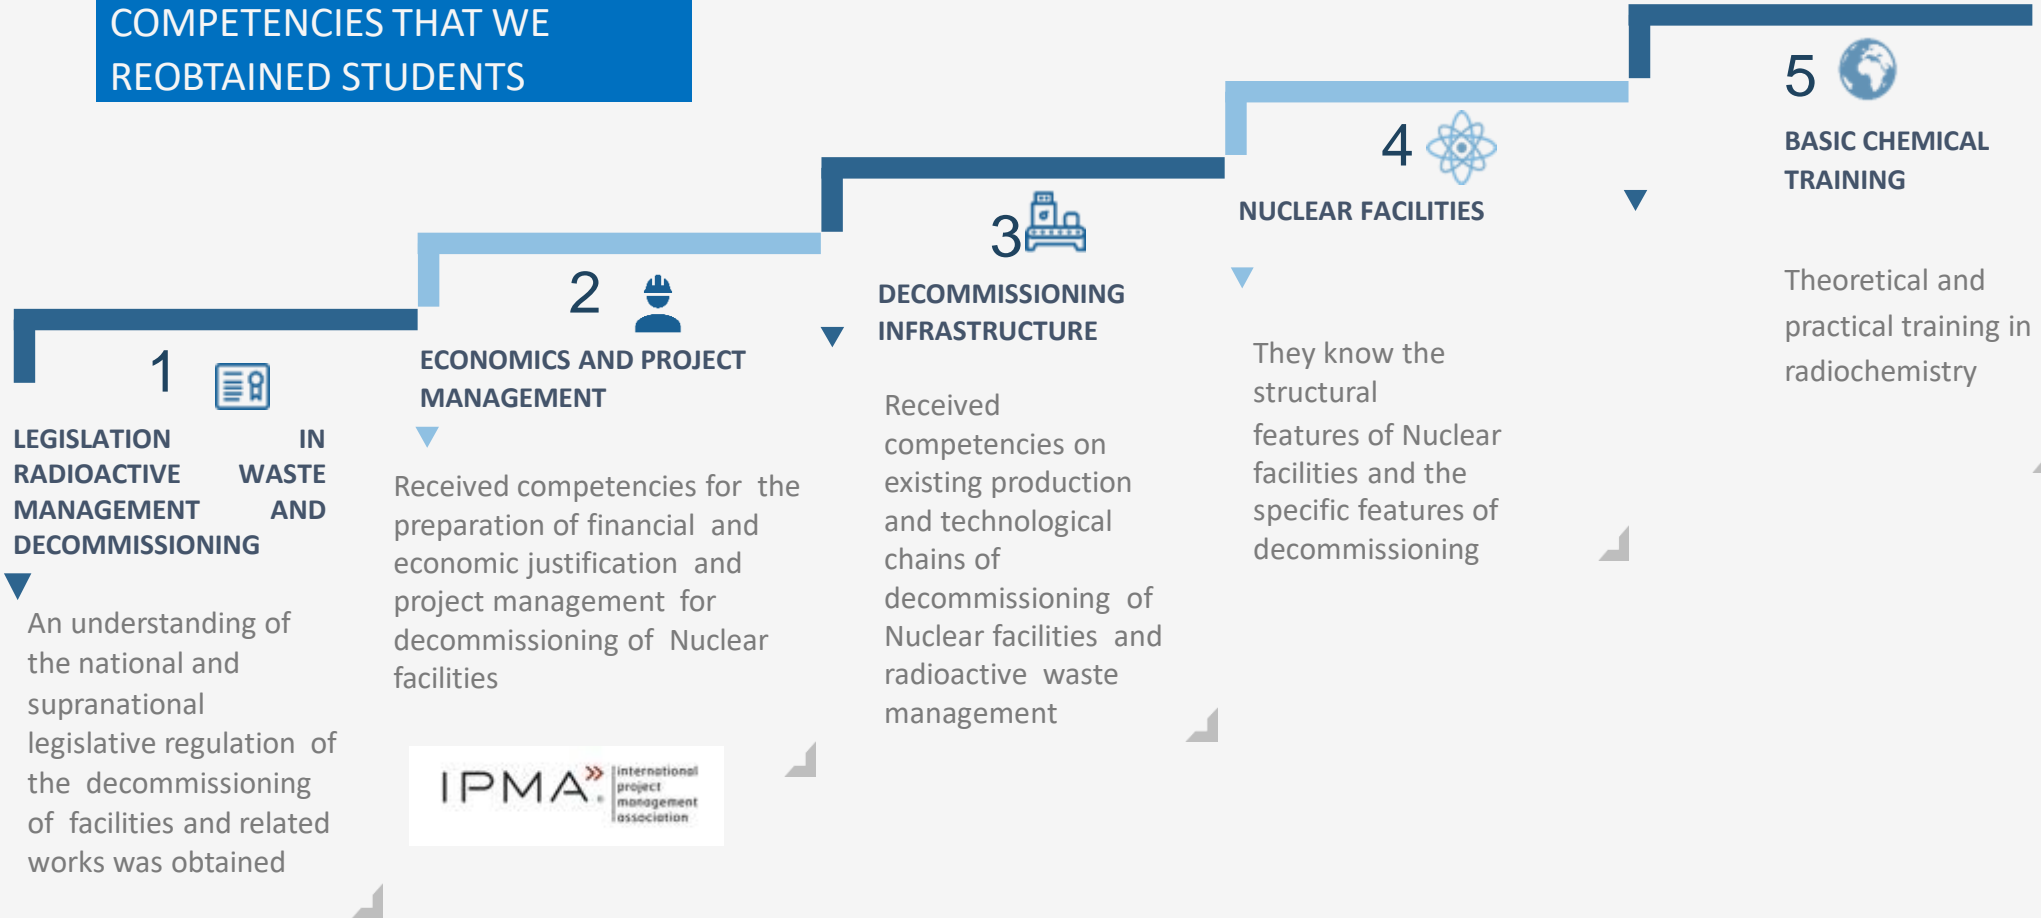 COMPETENCIES THAT WE
REOBTAINED STUDENTS
1
LEGISLATION IN
RADIOACTIVE WASTE
MANAGEMENT AND
DECOMMISSIONING
An understanding of
the national and
supranational
legislative regulation of
the decommissioning
of facilities and related
works was obtained
2
ECONOMICS AND PROJECT
MANAGEMENT
Received competencies for the
preparation of financial and
economic justification and
project management for
decommissioning of Nuclear
facilities
IPMA
international
project
management
association
3
DECOMMISSIONING
INFRASTRUCTURE
Received
competencies on
existing production
and technological
chains of
decommissioning of
Nuclear facilities and
radioactive waste
management
4
NUCLEAR FACILITIES
They know the
structural
features of Nuclear
facilities and the
specific features of
decommissioning
5
BASIC CHEMICAL
TRAINING
Theoretical and
practical training in
radiochemistry